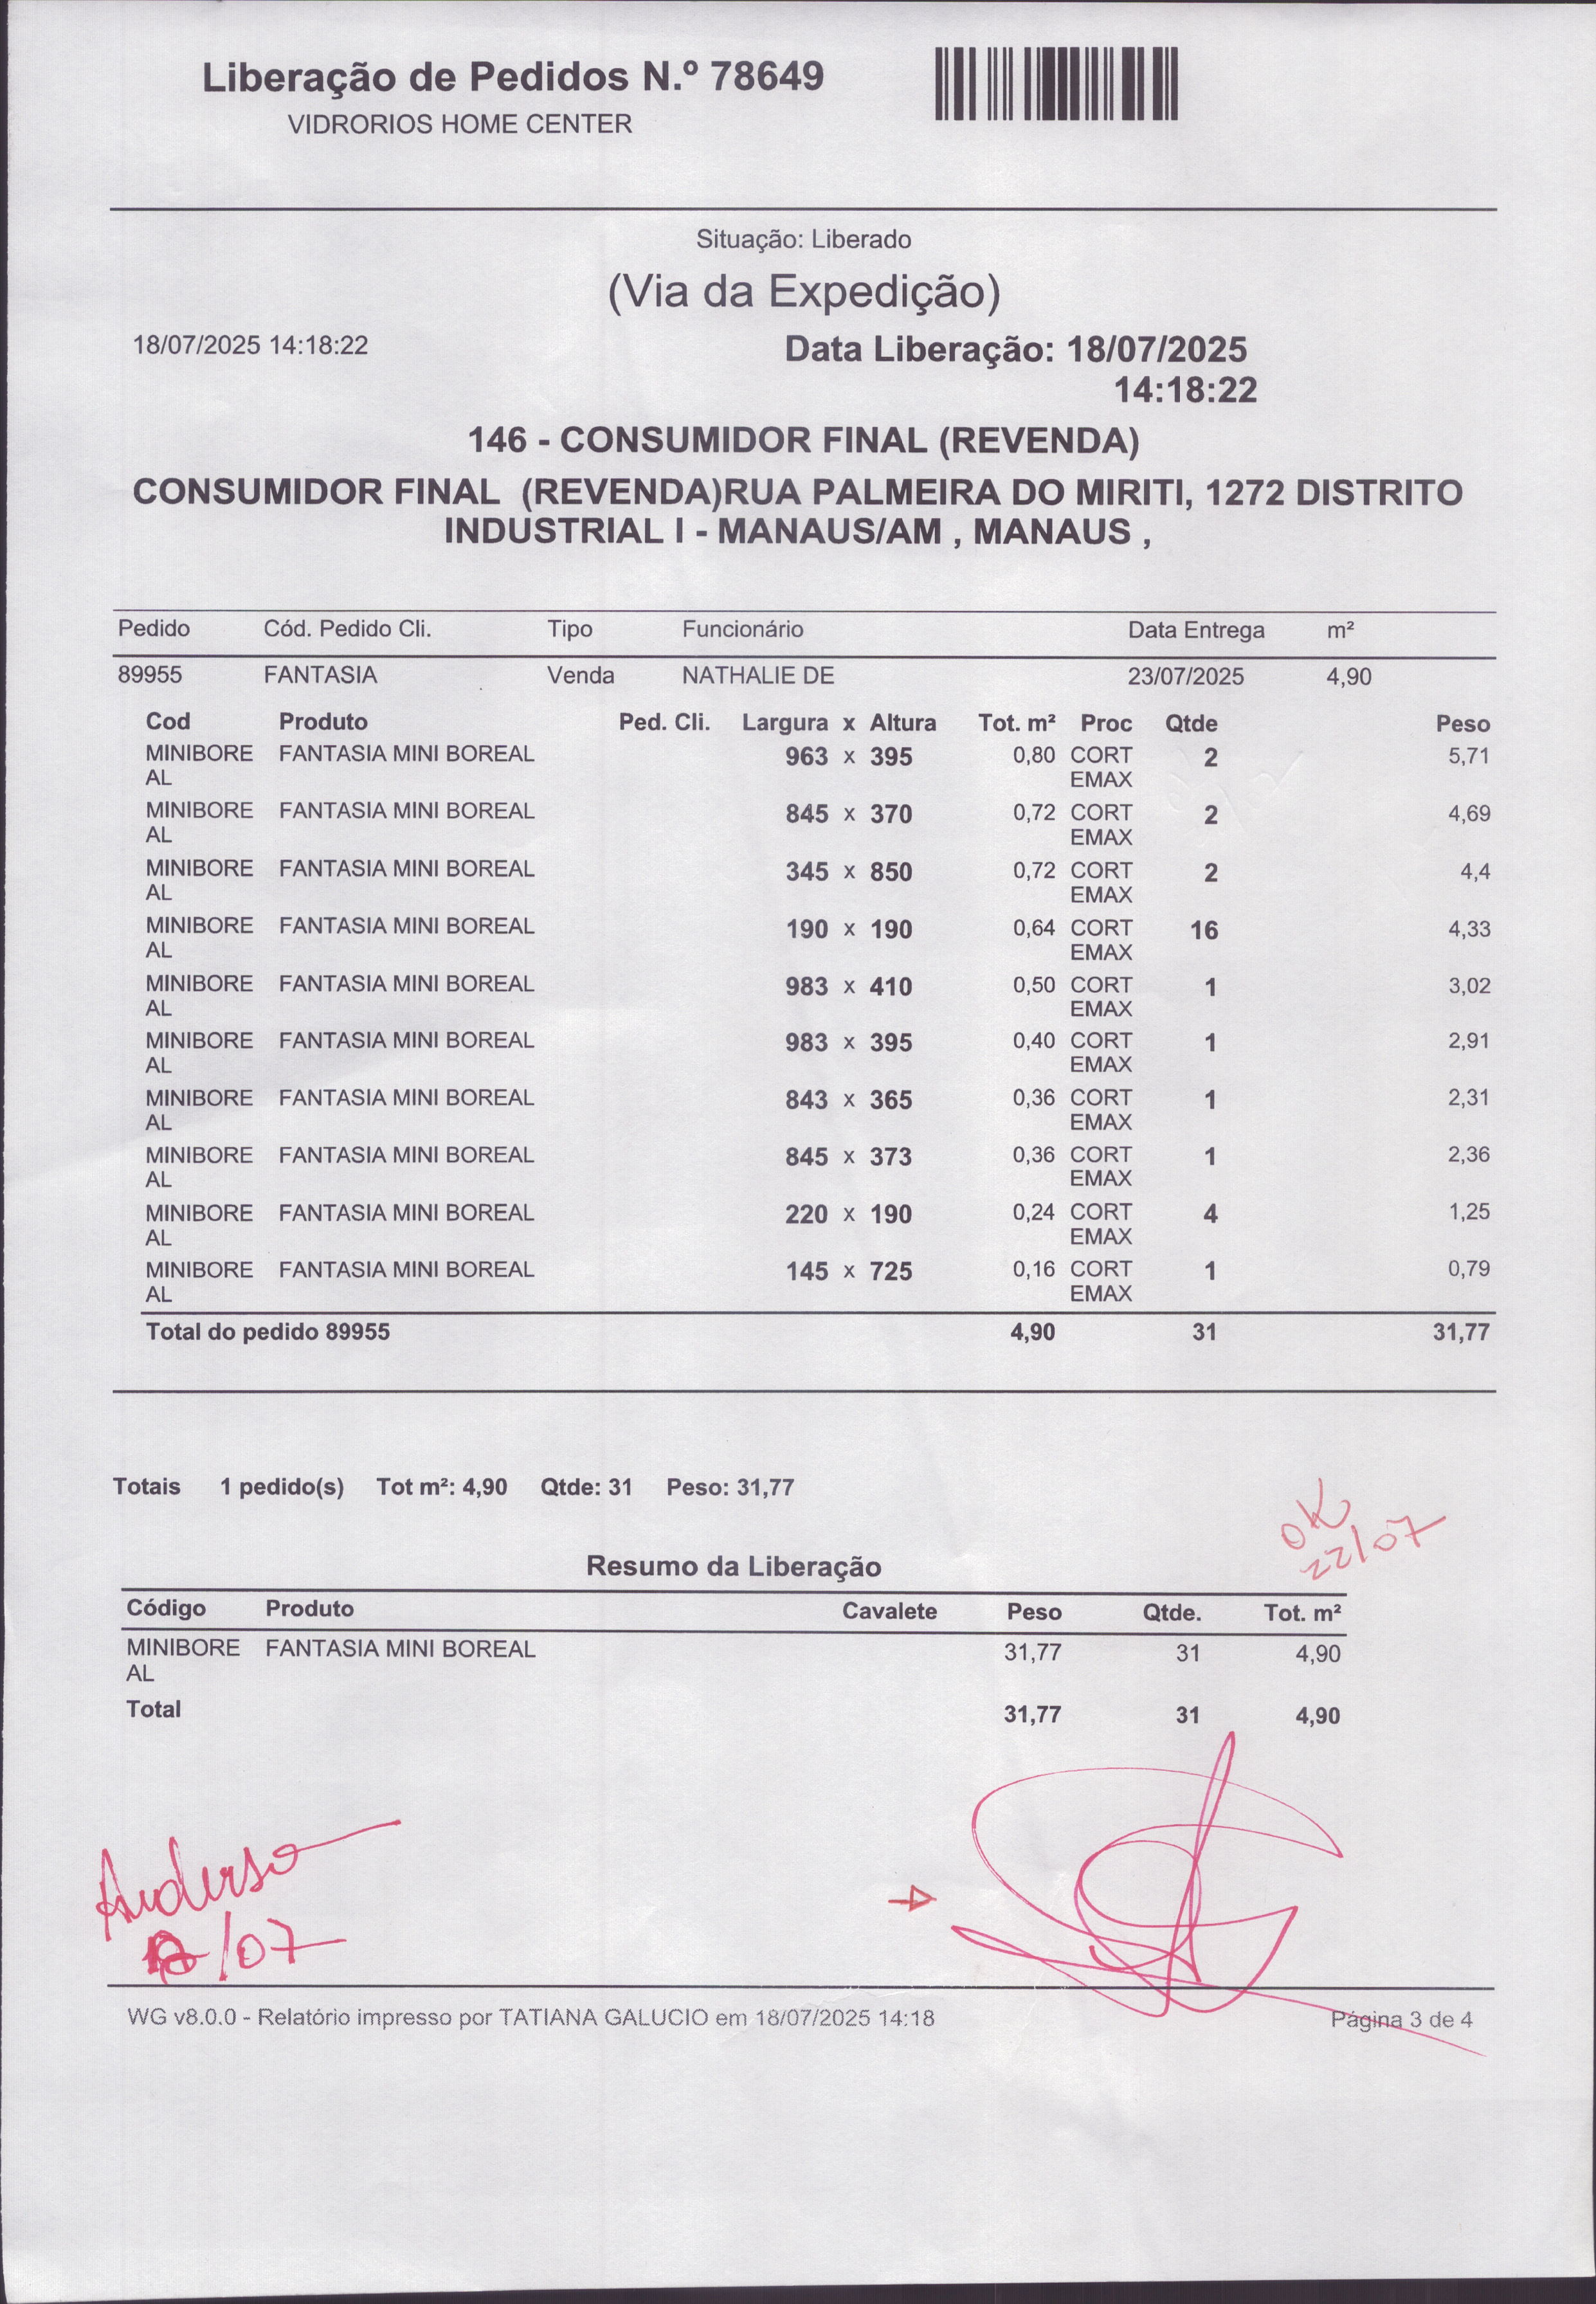 Liberação de Pedidos N.º 78649
VIDRORIOS HOME CENTER
Situação: Liberado
(Via da Expedição)
18/07/2025 14:18:22 Data Liberação: 18/07/2025
14:18:22
146 - CONSUMIDOR FINAL (REVENDA)
CONSUMIDOR FINAL (REVENDA)RUA PALMEIRA DO MIRITI, 1272 DISTRITO
INDUSTRIAL I - MANAUS/AM , MANAUS ,
Pedido Cód. Pedido Cli. Tipo Funcionário Data Entrega m²
89955 FANTASIA Venda NATHALIE DE 23/07/2025 4,90
Cod Produto Ped. Cli. Largura x Altura Tot. m² Proc Qtde Peso
MINIBORE FANTASIA MINI BOREAL 963 x 395 0,80 CORT 2 5,71
AL EMAX
MINIBORE FANTASIA MINI BOREAL 845 x 370 0,72 CORT 2 4,69
AL EMAX
MINIBORE FANTASIA MINI BOREAL 345 x 850 0,72 CORT 2 4,4
AL EMAX
MINIBORE FANTASIA MINI BOREAL 190 x 190 0,64 CORT 16 4,33
AL EMAX
MINIBORE FANTASIA MINI BOREAL 983 x 410 0,50 CORT 1 3,02
AL EMAX
MINIBORE FANTASIA MINI BOREAL 983 x 395 0,40 CORT 1 2,91
AL EMAX
MINIBORE FANTASIA MINI BOREAL 843 x 365 0,36 CORT 1 2,31
AL EMAX
MINIBORE FANTASIA MINI BOREAL 845 x 373 0,36 CORT 1 2,36
AL EMAX
MINIBORE FANTASIA MINI BOREAL 220 x 190 0,24 CORT 4 1,25
AL EMAX
MINIBORE FANTASIA MINI BOREAL 145 x 725 0,16 CORT 1 0,79
AL EMAX
Total do pedido 89955 4,90 31 31,77
Totais 1 pedido(s) Tot m²: 4,90 Qtde: 31 Peso: 31,77
OK
22/07
Resumo da Liberação
Código Produto Cavalete Peso Qtde. Tot. m²
MINIBORE FANTASIA MINI BOREAL 31,77 31 4,90
AL
Total 31,77 31 4,90
Anderso
/07
WG v8.0.0 - Relatório impresso por TATIANA GALUCIO em 18/07/2025 14:18 Página 3 de 4